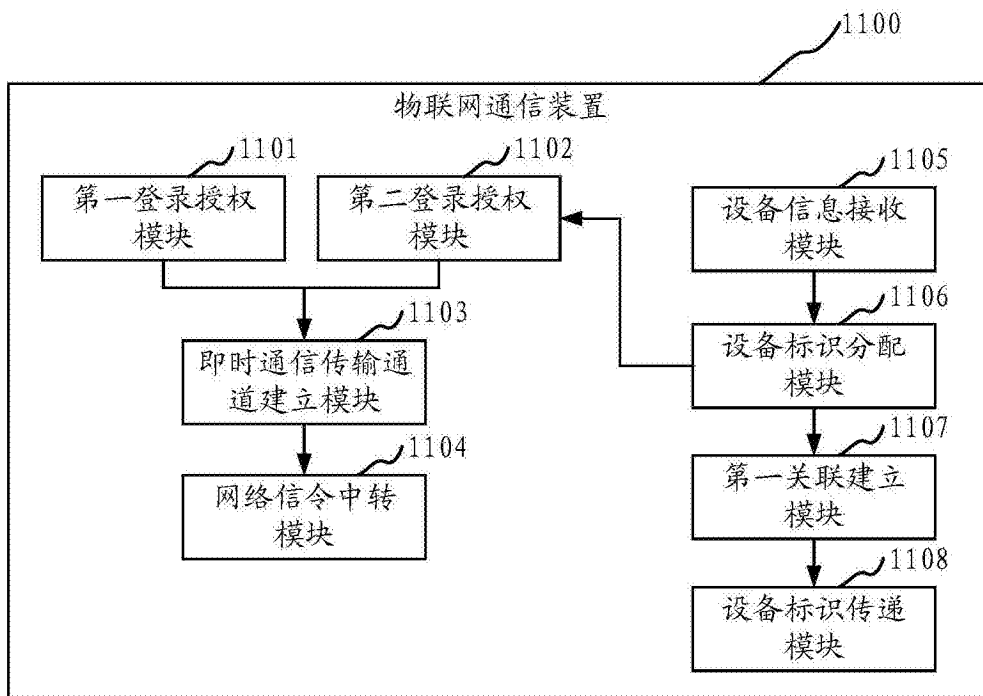 1100
物联网通信装置
1101
第一登录授权
模块
1102
第二登录授权
模块
1103
即时通信传输通
道建立模块
1104
网络信令中转
模块
1105
设备信息接收
模块
1106
设备标识分配
模块
1107
第一关联建立
模块
1108
设备标识传递
模块